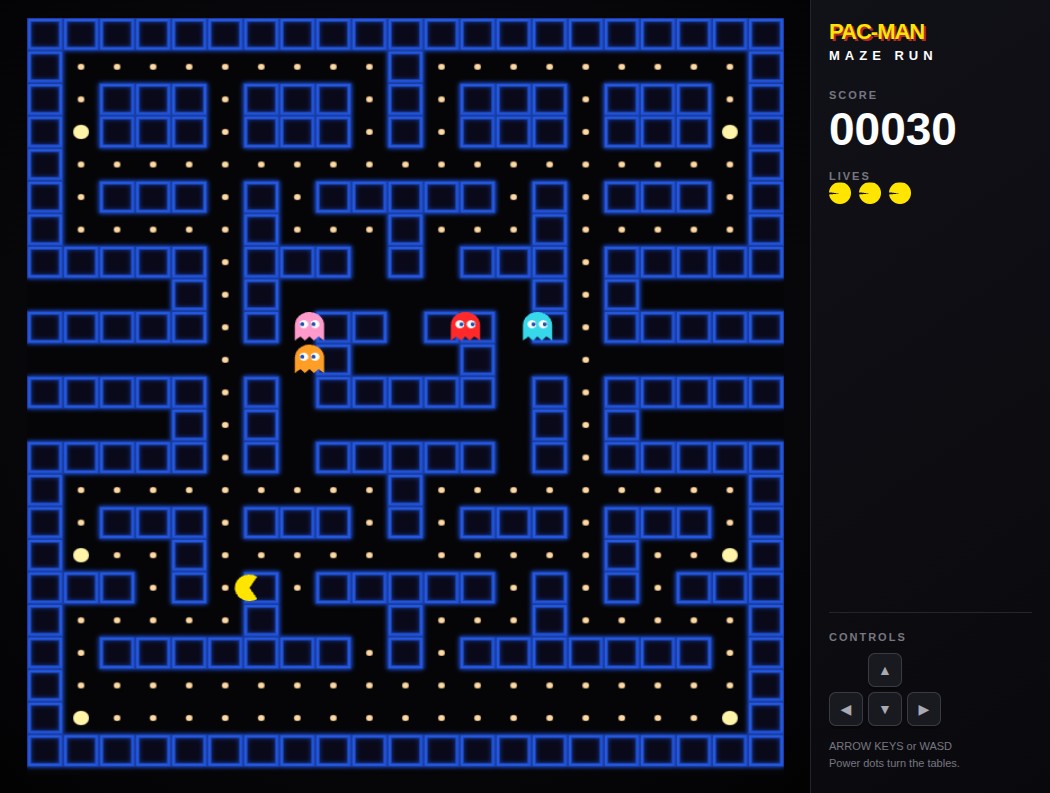 PAC-MAN
MAZE RUN
SCORE
00030
LIVES
CONTROLS
▲
◀ ▼ ▶
ARROW KEYS or WASD
Power dots turn the tables.